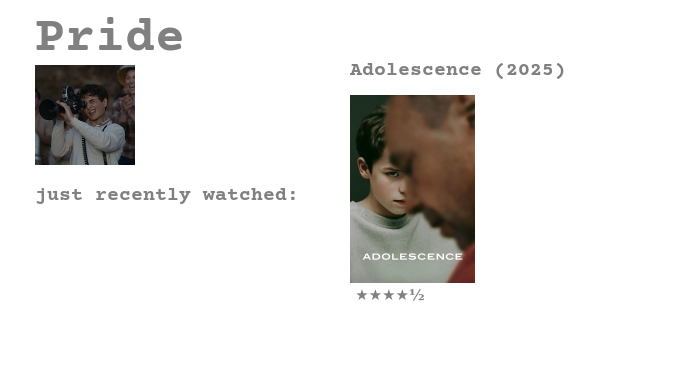 Pride
just recently watched:
Adolescence (2025)
ADOLESCENCE
★★★★½